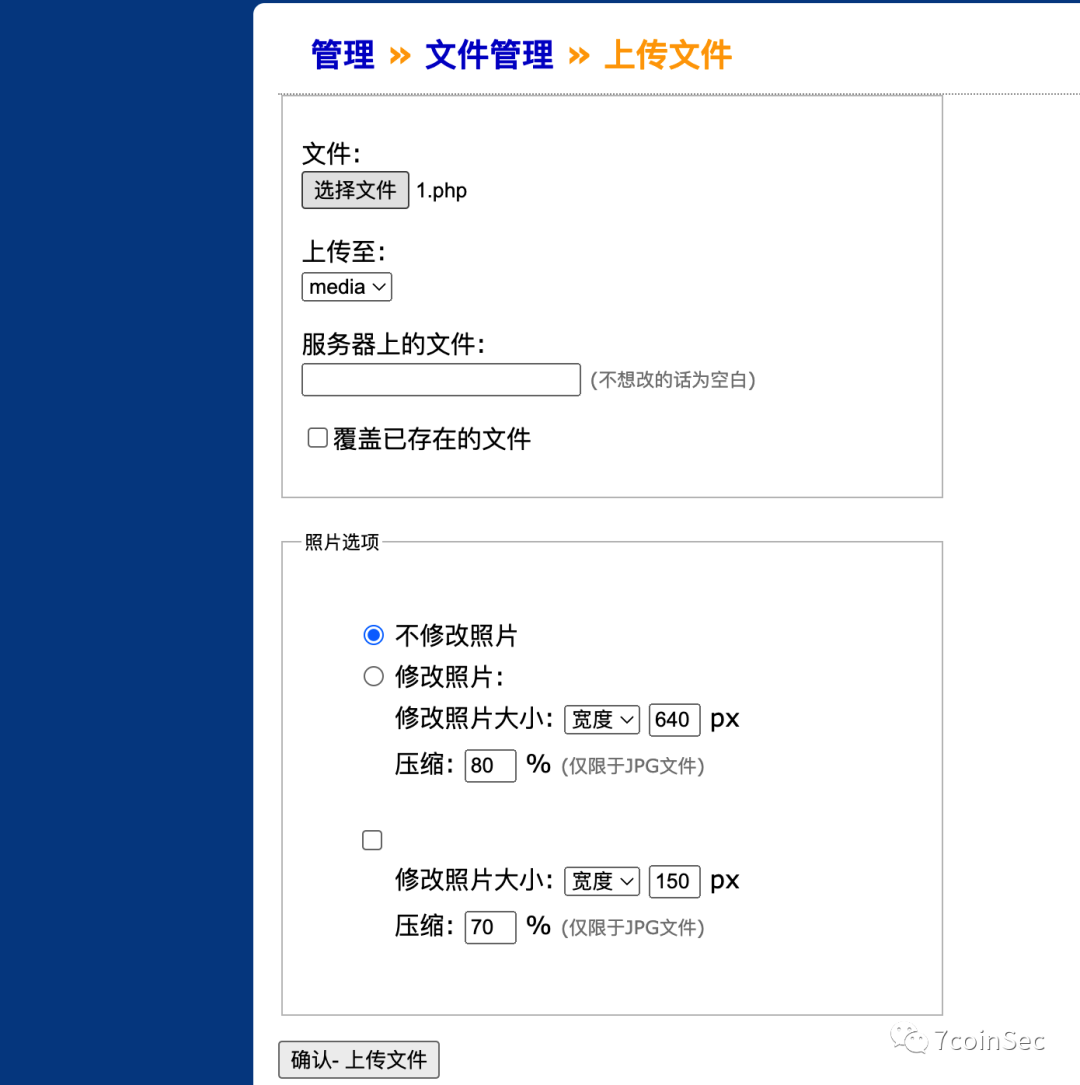 管理 » 文件管理 » 上传文件
文件:
选择文件 1.php
上传至:
media
服务器上的文件:
(不想改的话为空白)
覆盖已存在的文件
照片选项
不修改照片
修改照片:
修改照片大小: 宽度 640 px
压缩: 80 % (仅限于JPG文件)
修改照片大小: 宽度 150 px
压缩: 70 % (仅限于JPG文件)
7coinSec
确认- 上传文件